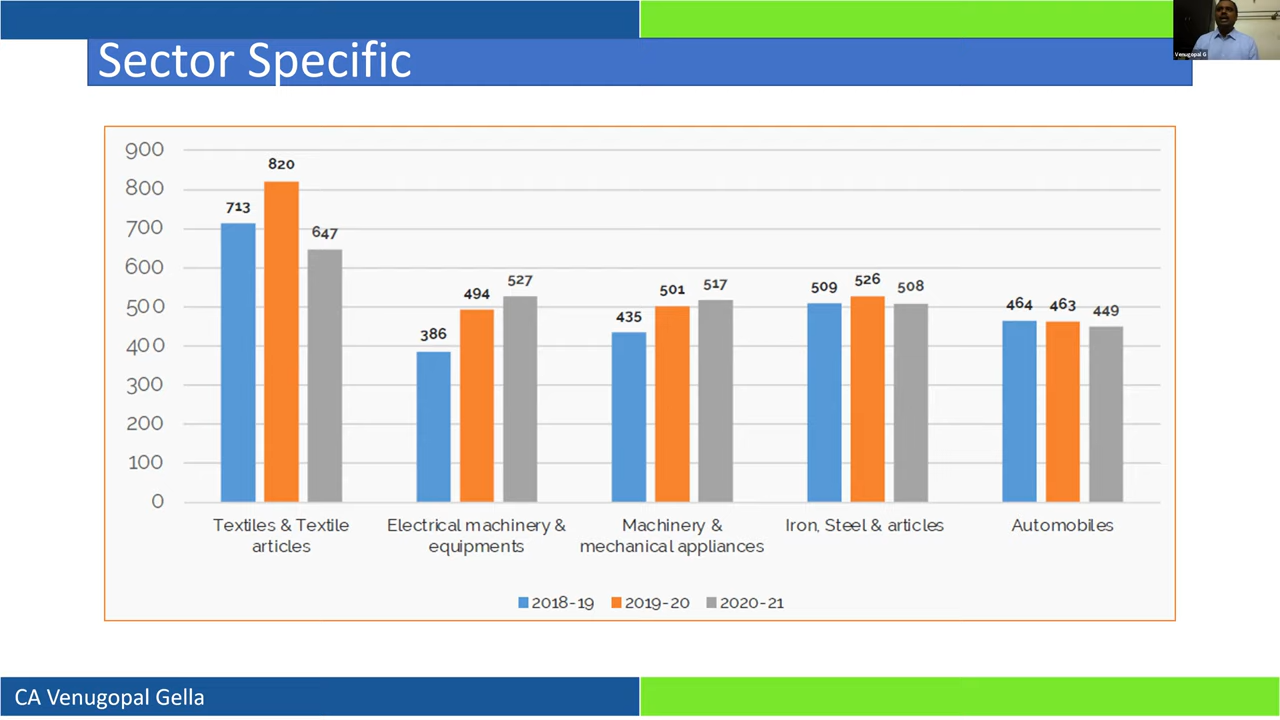 Venugopal G
Sector Specific
900
800
700
600
500
400
300
200
100
0
713
820
647
386
494
527
435
501
517
509
526
508
464
463
449
Textiles & Textile
articles
Electrical machinery &
equipments
Machinery &
mechanical appliances
Iron, Steel & articles
Automobiles
2018-19 2019-20 2020-21
CA Venugopal Gella